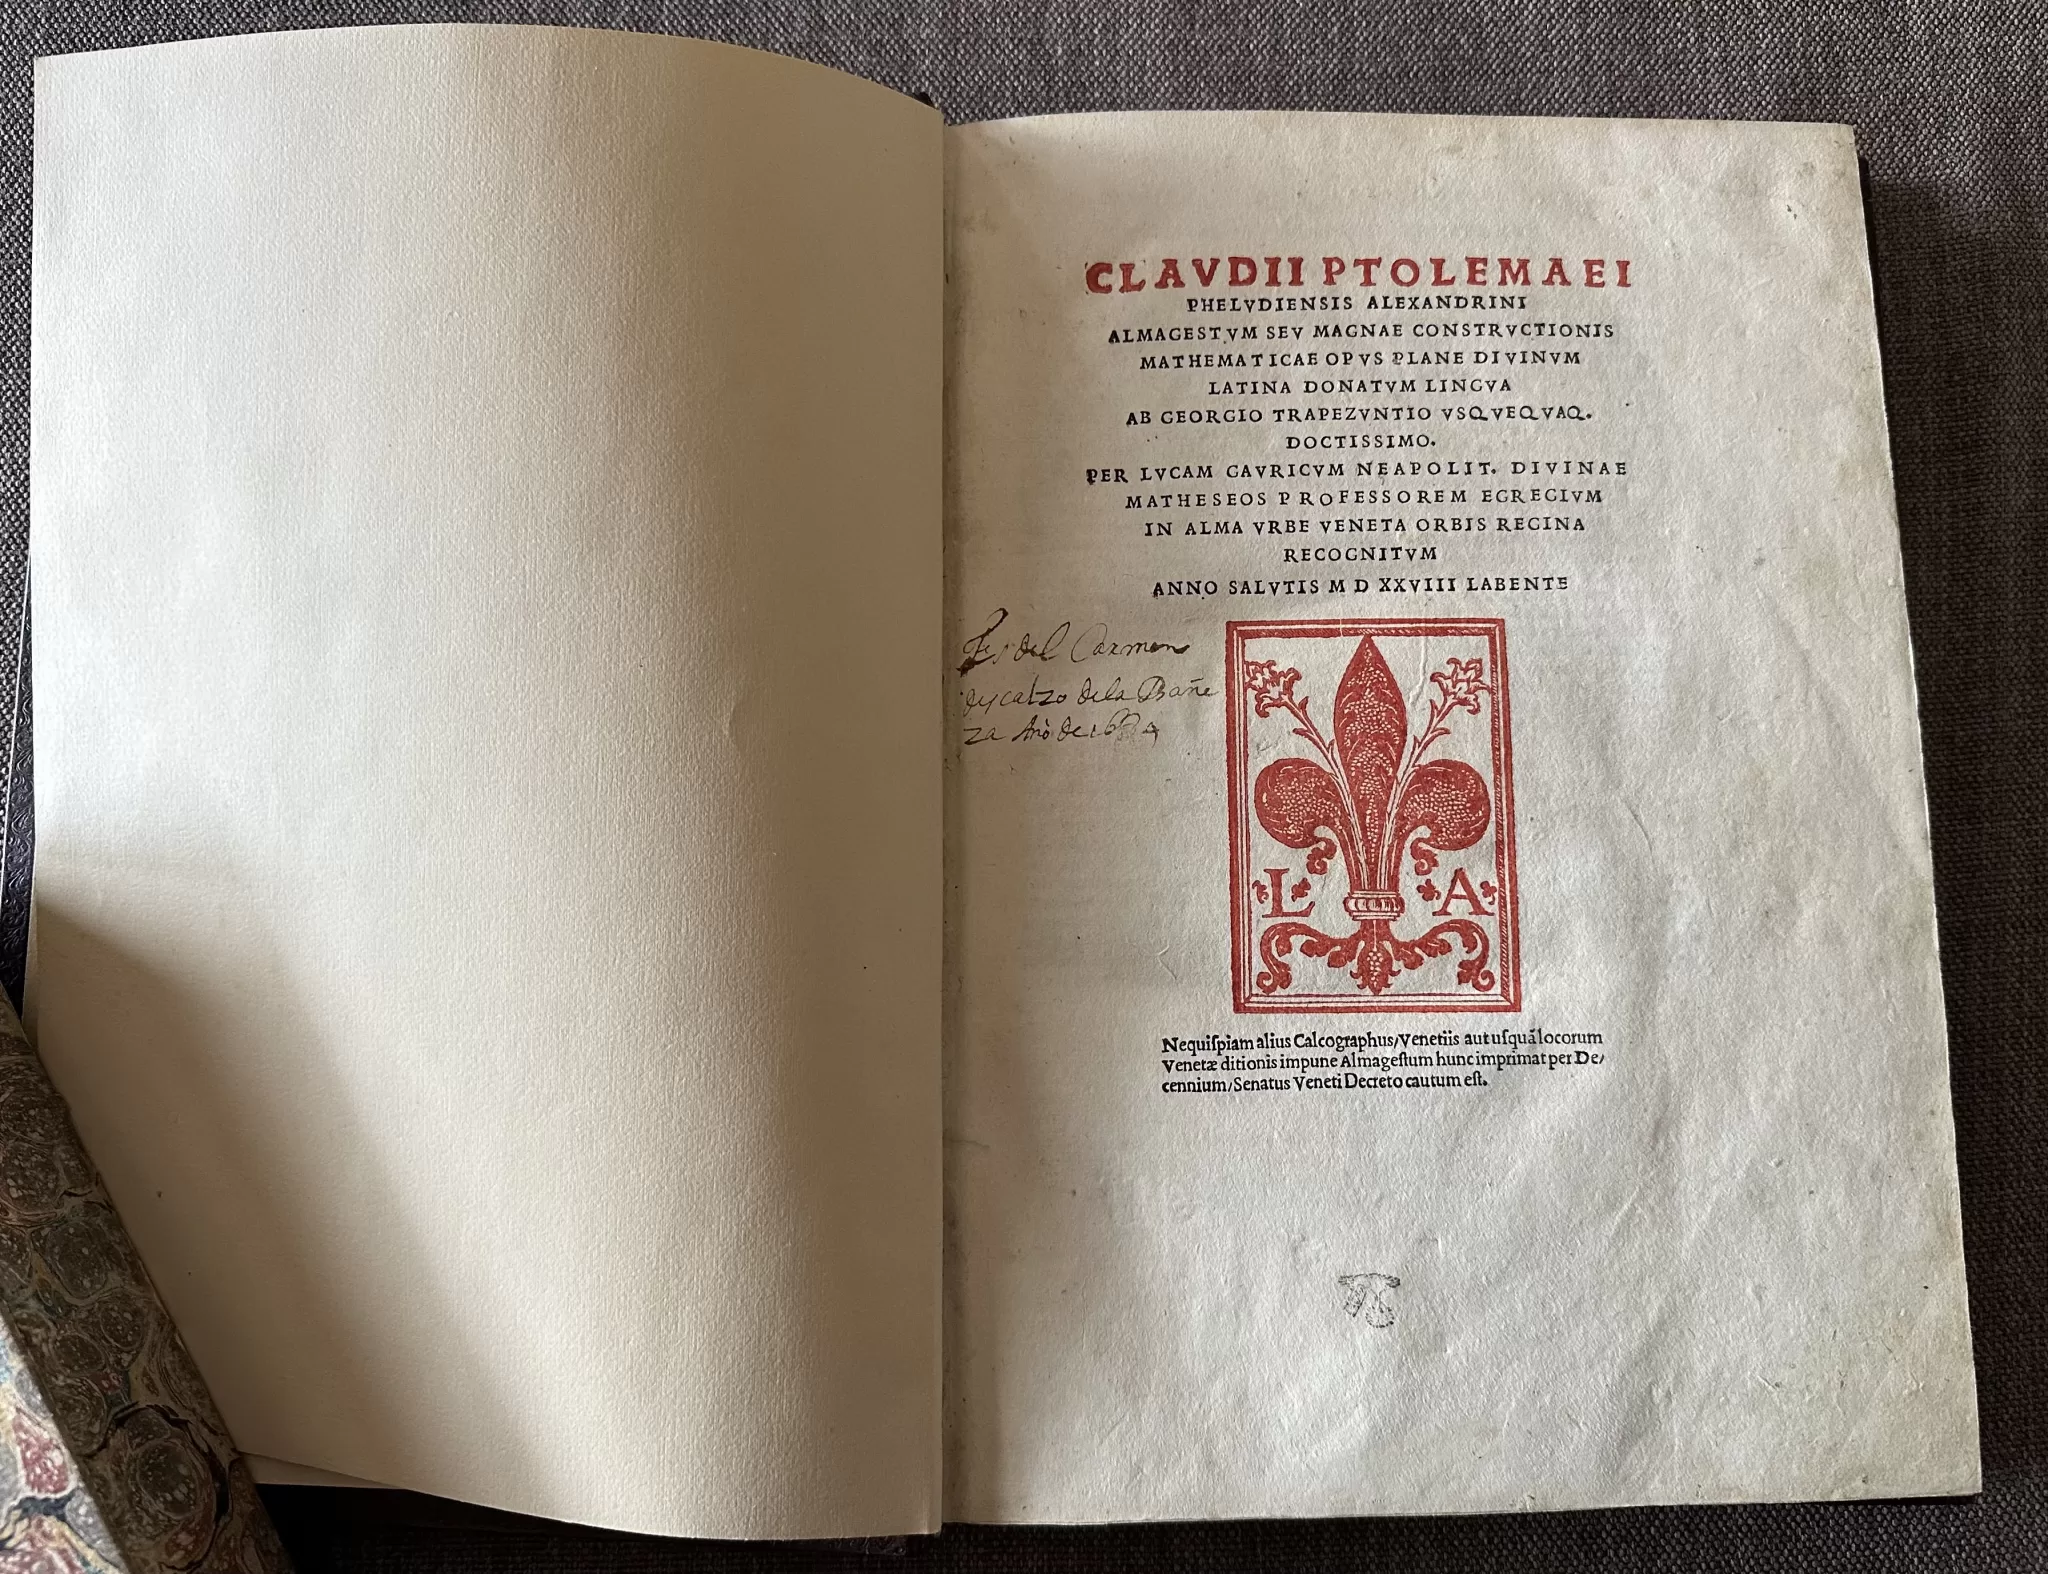 CLAVDII PTOLEMAEI
PHELVDIENSIS ALEXANDRINI
ALMAGESTVM SEV MAGNAE CONSTRVCTIONIS
MATHEMATICAE OPVS PLANE DIVINVM
LATINA DONATVM LINGVA
AB GEORGIO TRAPEZVNTIO VSQVEQVAQ.
DOCTISSIMO.
PER LVCAM GAVRICVM NEAPOLIT. DIVINAE
MATHESEOS PROFESSOREM EGREGIVM
IN ALMA VRBE VENETA ORBIS REGINA
RECOGNITVM
ANNO SALVTIS M D XXVIII LABENTE
del Carmen
descalzo de la Bañe
za Año de
L A
Nequiſpiam alius Calcographus/Venetiis aut uſquã locorum
Venetæ ditionis impune Almageſtum hunc imprimat per De/
cennium/Senatus Veneti Decreto cautum eſt.